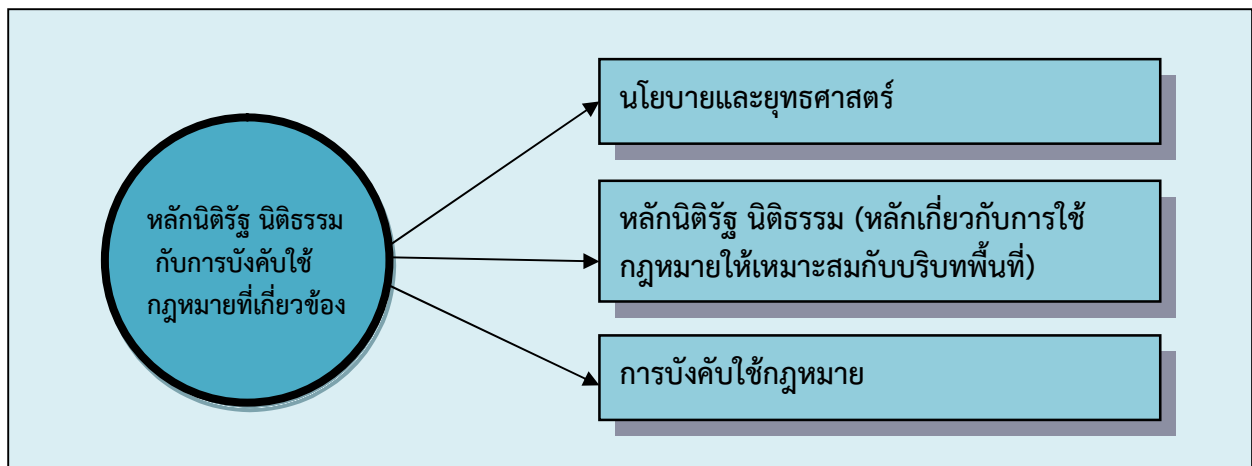 หลักนิติรัฐ นิติธรรม
กับการบังคับใช้
กฎหมายที่เกี่ยวข้อง
นโยบายและยุทธศาสตร์
หลักนิติรัฐ นิติธรรม (หลักเกี่ยวกับการใช้
กฎหมายให้เหมาะสมกับบริบทพื้นที่)
การบังคับใช้กฎหมาย